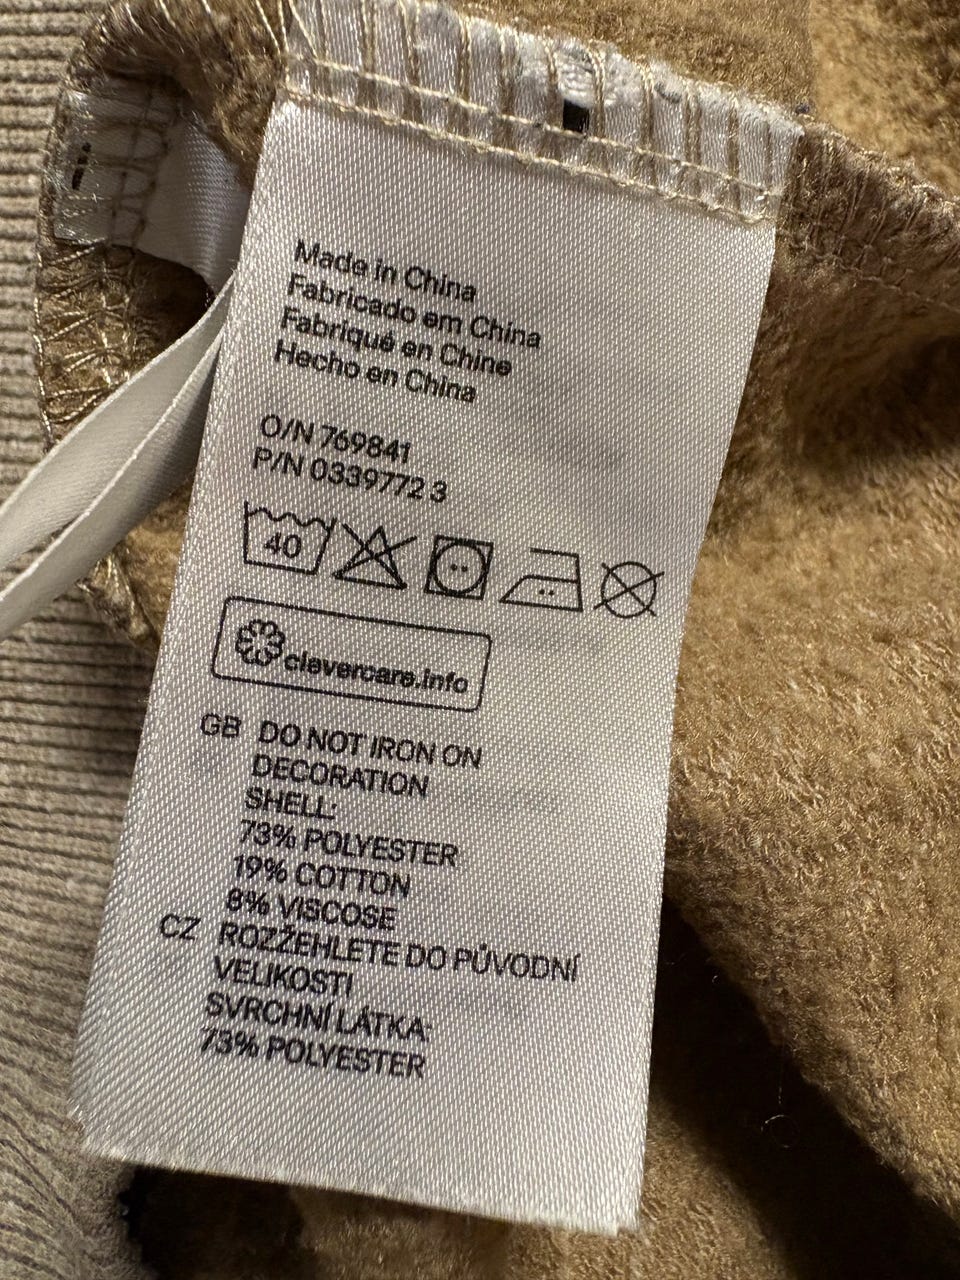 Made in China
Fabricado em China
Fabriqué en Chine
Hecho en China
O/N 769841
P/N 0339772 3
40
clevercare.info
GB DO NOT IRON ON
DECORATION
SHELL:
73% POLYESTER
19% COTTON
8% VISCOSE
CZ ROZŽEHLETE DO PŮVODNÍ
VELIKOSTI
SVRCHNÍ LÁTKA:
73% POLYESTER